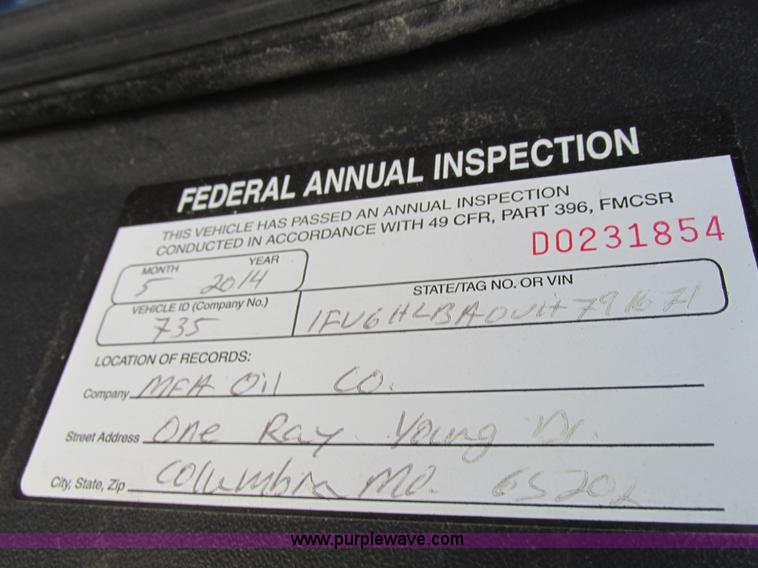 FEDERAL ANNUAL INSPECTION
THIS VEHICLE HAS PASSED AN ANNUAL INSPECTION
CONDUCTED IN ACCORDANCE WITH 49 CFR, PART 396, FMCSR
D0231854
MONTH YEAR
5 2014
STATE/TAG NO. OR VIN
VEHICLE ID (Company No.)
735
LOCATION OF RECORDS:
Company MFA Oil Co.
Street Address One Ray Young Dr.
City, State, Zip Columbia Mo. 65202
www.purplewave.com